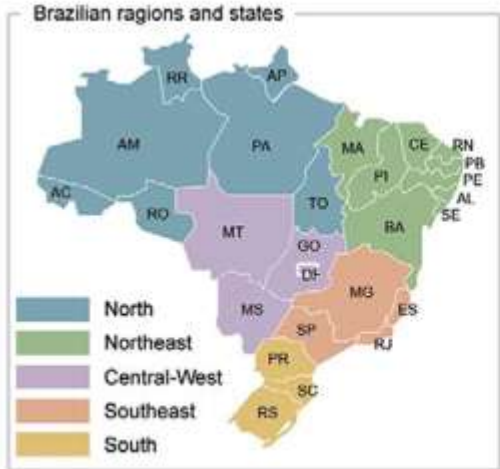 Brazilian ragions and states
RR
AP
AM
PA
MA
CE
RN
PB
PE
AL
SE
PI
AC
RO
TO
BA
MT
GO
DF
MS
MG
ES
SP
RJ
PR
SC
RS
North
Northeast
Central-West
Southeast
South